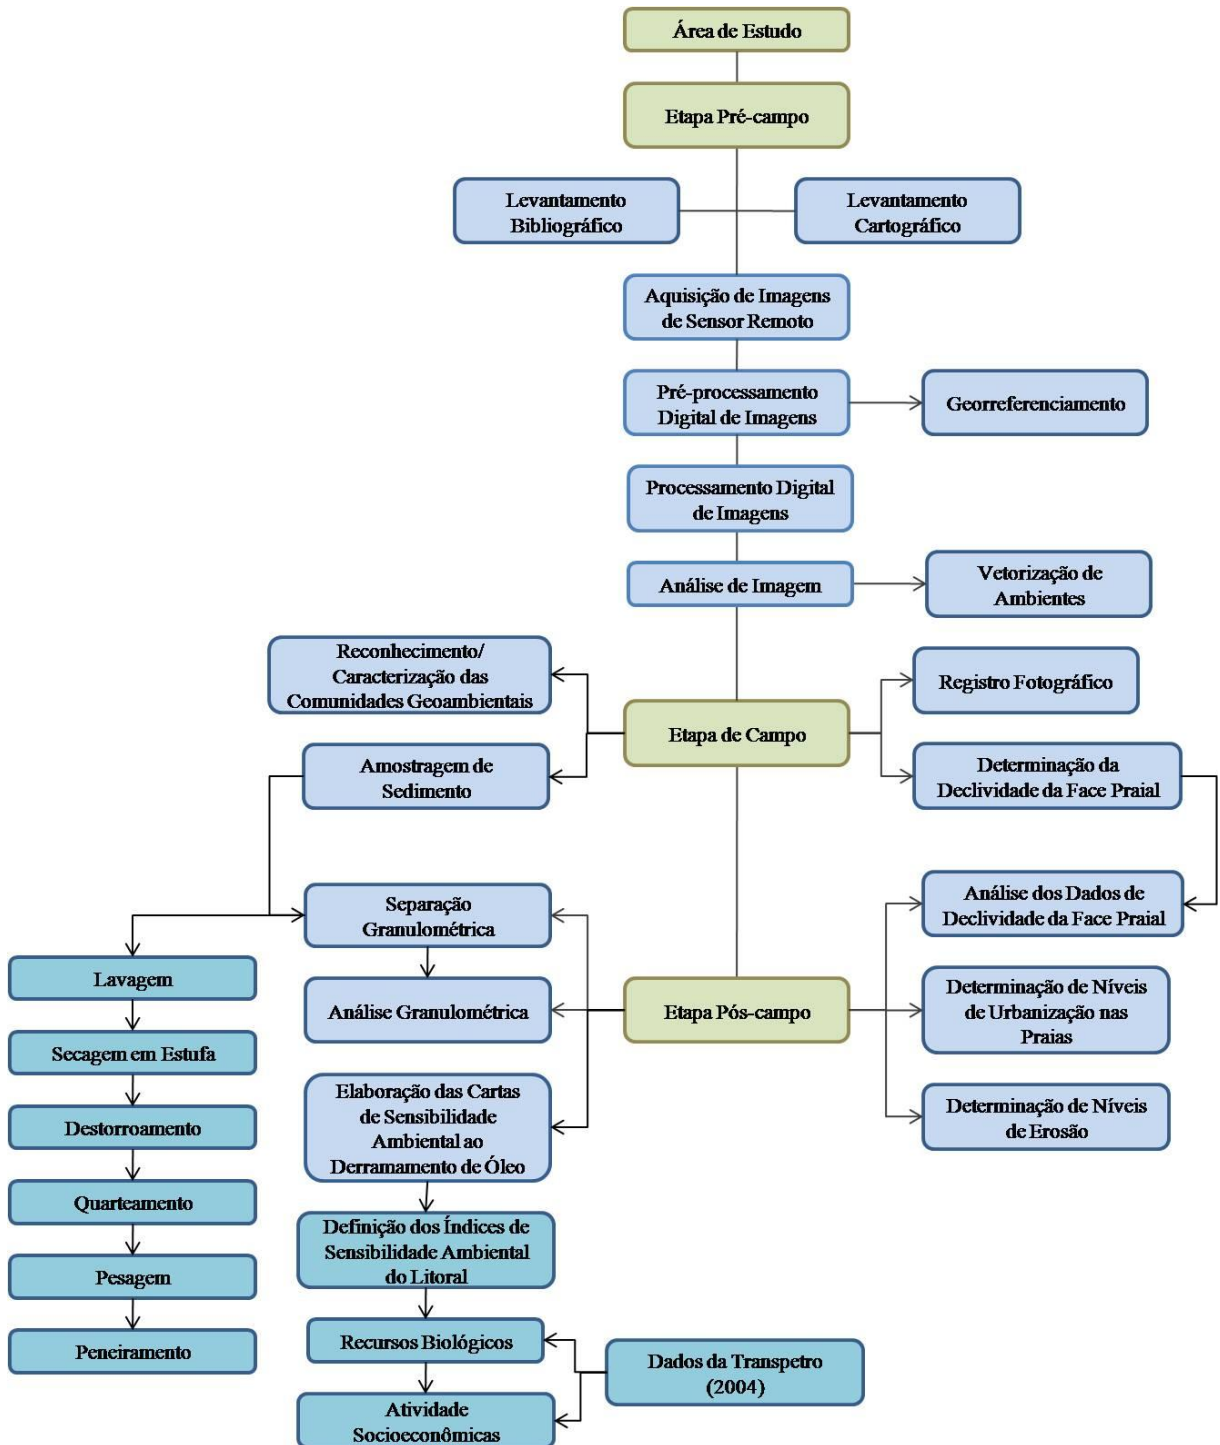 Área de Estudo
Etapa Pré-campo
Levantamento
Bibliográfico
Levantamento
Cartográfico
Aquisição de Imagens
de Sensor Remoto
Pré-processamento
Digital de Imagens
Georreferenciamento
Processamento Digital
de Imagens
Análise de Imagem
Vetorização de
Ambientes
Reconhecimento/
Caracterização das
Comunidades Geoambientais
Registro Fotográfico
Etapa de Campo
Amostragem de
Sedimento
Determinação da
Declividade da Face Praial
Separação
Granulométrica
Análise dos Dados de
Declividade da Face Praial
Lavagem
Análise Granulométrica
Etapa Pós-campo
Determinação de Níveis
de Urbanização nas
Praias
Secagem em Estufa
Elaboração das Cartas
de Sensibilidade
Ambiental ao
Derramamento de Óleo
Determinação de Níveis
de Erosão
Destorroamento
Quarteamento
Definição dos Índices de
Sensibilidade Ambiental
do Litoral
Pesagem
Recursos Biológicos
Peneiramento
Dados da Transpetro
(2004)
Atividade
Socioeconômicas